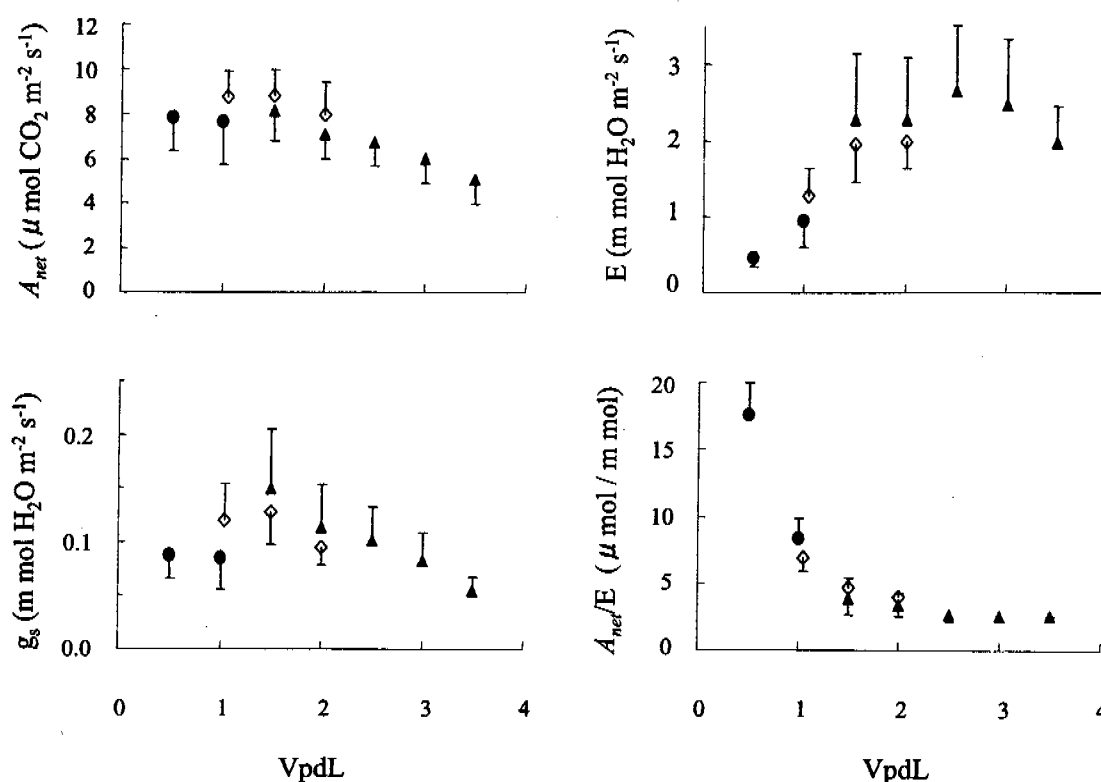 A_net ( μ mol CO₂ m⁻² s⁻¹)
12
10
8
6
4
2
0
E (m mol H₂O m⁻² s⁻¹)
3
2
1
0
g_s (m mol H₂O m⁻² s⁻¹)
0.2
0.1
0.0
0 1 2 3 4
VpdL
A_net/E ( μ mol / m mol)
20
15
10
5
0
0 1 2 3 4
VpdL